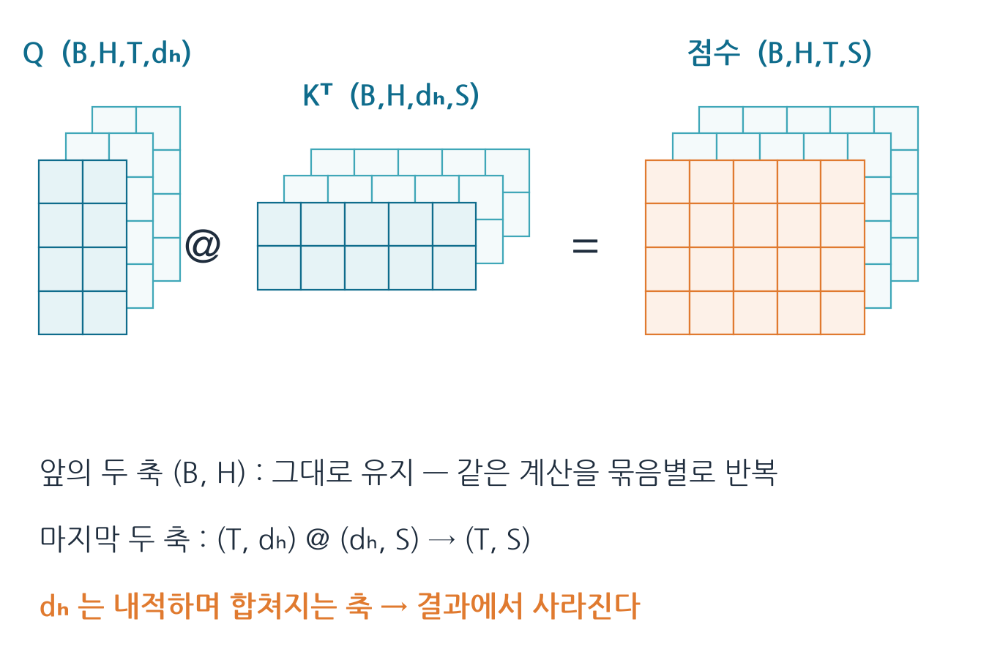 Q (B,H,T,dₕ)
Kᵀ (B,H,dₕ,S)
점수 (B,H,T,S)
@
=
앞의 두 축 (B, H) : 그대로 유지 — 같은 계산을 묶음별로 반복
마지막 두 축 : (T, dₕ) @ (dₕ, S) → (T, S)
dₕ 는 내적하며 합쳐지는 축 → 결과에서 사라진다